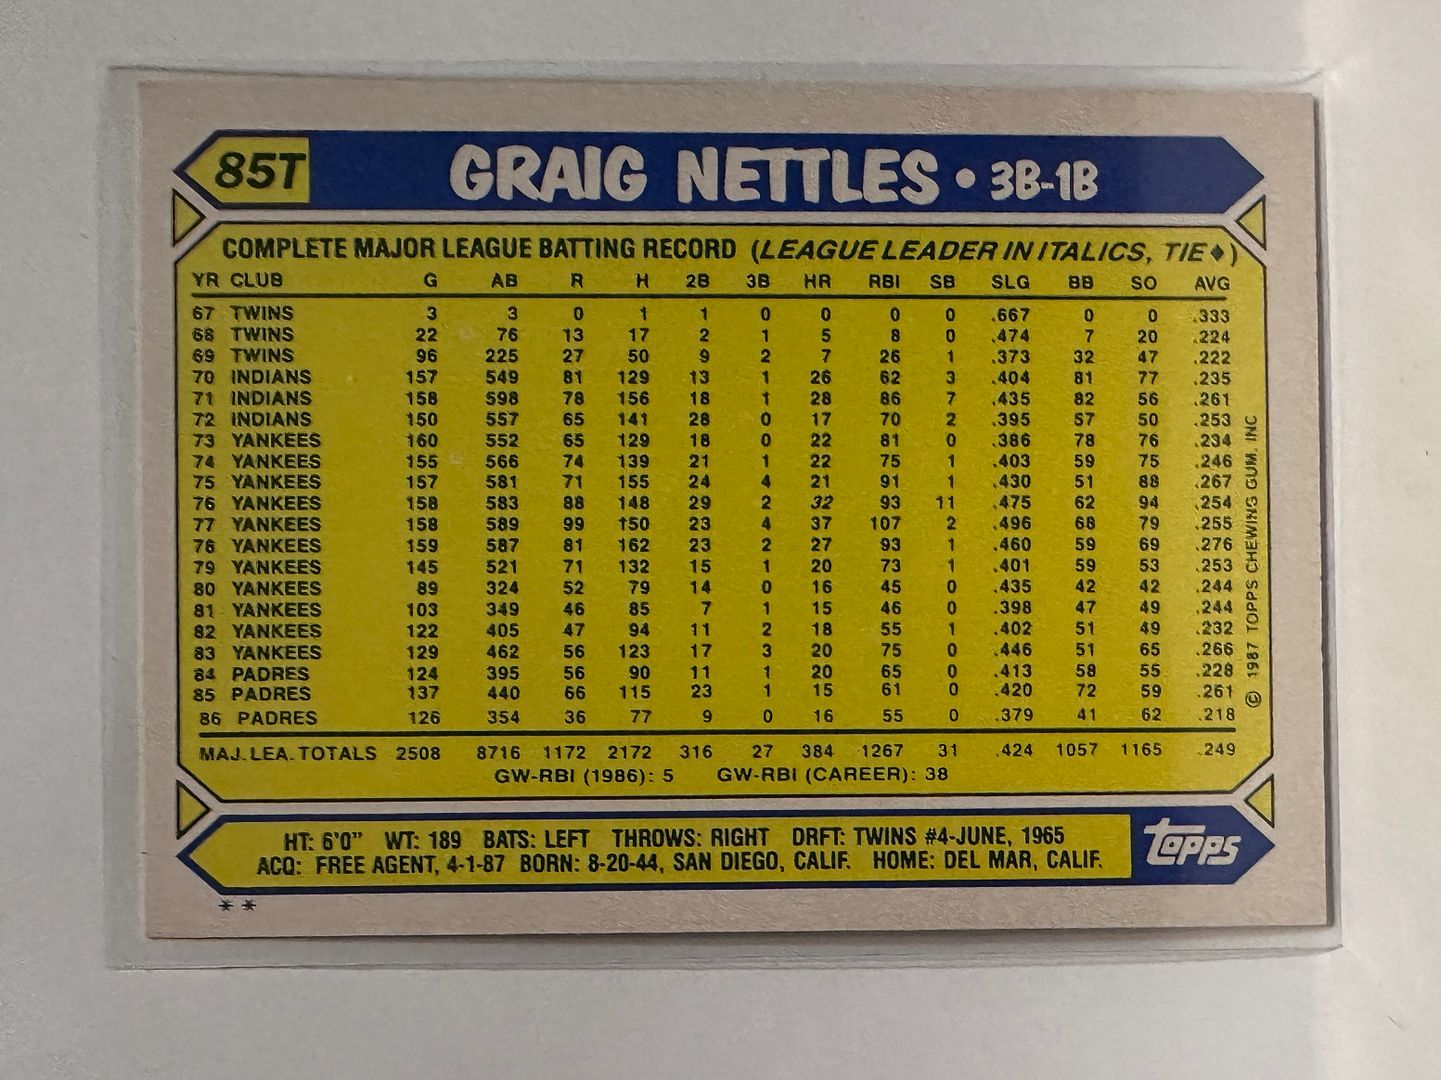 85T GRAIG NETTLES • 3B-1B
COMPLETE MAJOR LEAGUE BATTING RECORD (LEAGUE LEADER IN ITALICS, TIE♦)
YR CLUB G AB R H 2B 3B HR RBI SB SLG BB SO AVG
67 TWINS 3 3 0 1 1 0 0 0 0 .667 0 0 .333
68 TWINS 22 76 13 17 2 1 5 8 0 .474 7 20 .224
69 TWINS 96 225 27 50 9 2 7 26 1 .373 32 47 .222
70 INDIANS 157 549 81 129 13 1 26 62 3 .404 81 77 .235
71 INDIANS 158 598 78 156 18 1 28 86 7 .435 82 56 .261
72 INDIANS 150 557 65 141 28 0 17 70 2 .395 57 50 .253
73 YANKEES 160 552 65 129 18 0 22 81 0 .386 78 76 .234
74 YANKEES 155 566 74 139 21 1 22 75 1 .403 59 75 .246
75 YANKEES 157 581 71 155 24 4 21 91 1 .430 51 88 .267
76 YANKEES 158 583 88 148 29 2 32 93 11 .475 62 94 .254
77 YANKEES 158 589 99 150 23 4 37 107 2 .496 68 79 .255
78 YANKEES 159 587 81 162 23 2 27 93 1 .460 59 69 .276
79 YANKEES 145 521 71 132 15 1 20 73 1 .401 59 53 .253
80 YANKEES 89 324 52 79 14 0 16 45 0 .435 42 42 .244
81 YANKEES 103 349 46 85 7 1 15 46 0 .398 47 49 .244
82 YANKEES 122 405 47 94 11 2 18 55 1 .402 51 49 .232
83 YANKEES 129 462 56 123 17 3 20 75 0 .446 51 65 .266
84 PADRES 124 395 56 90 11 1 20 65 0 .413 58 55 .228
85 PADRES 137 440 66 115 23 1 15 61 0 .420 72 59 .261
86 PADRES 126 354 36 77 9 0 16 55 0 .379 41 62 .218
MAJ. LEA. TOTALS 2508 8716 1172 2172 316 27 384 1267 31 .424 1057 1165 .249
GW-RBI (1986): 5 GW-RBI (CAREER): 38
© 1987 TOPPS CHEWING GUM. INC
HT: 6'0" WT: 189 BATS: LEFT THROWS: RIGHT DRFT: TWINS #4-JUNE, 1965
ACQ: FREE AGENT, 4-1-87 BORN: 8-20-44, SAN DIEGO, CALIF. HOME: DEL MAR, CALIF.
topps
**